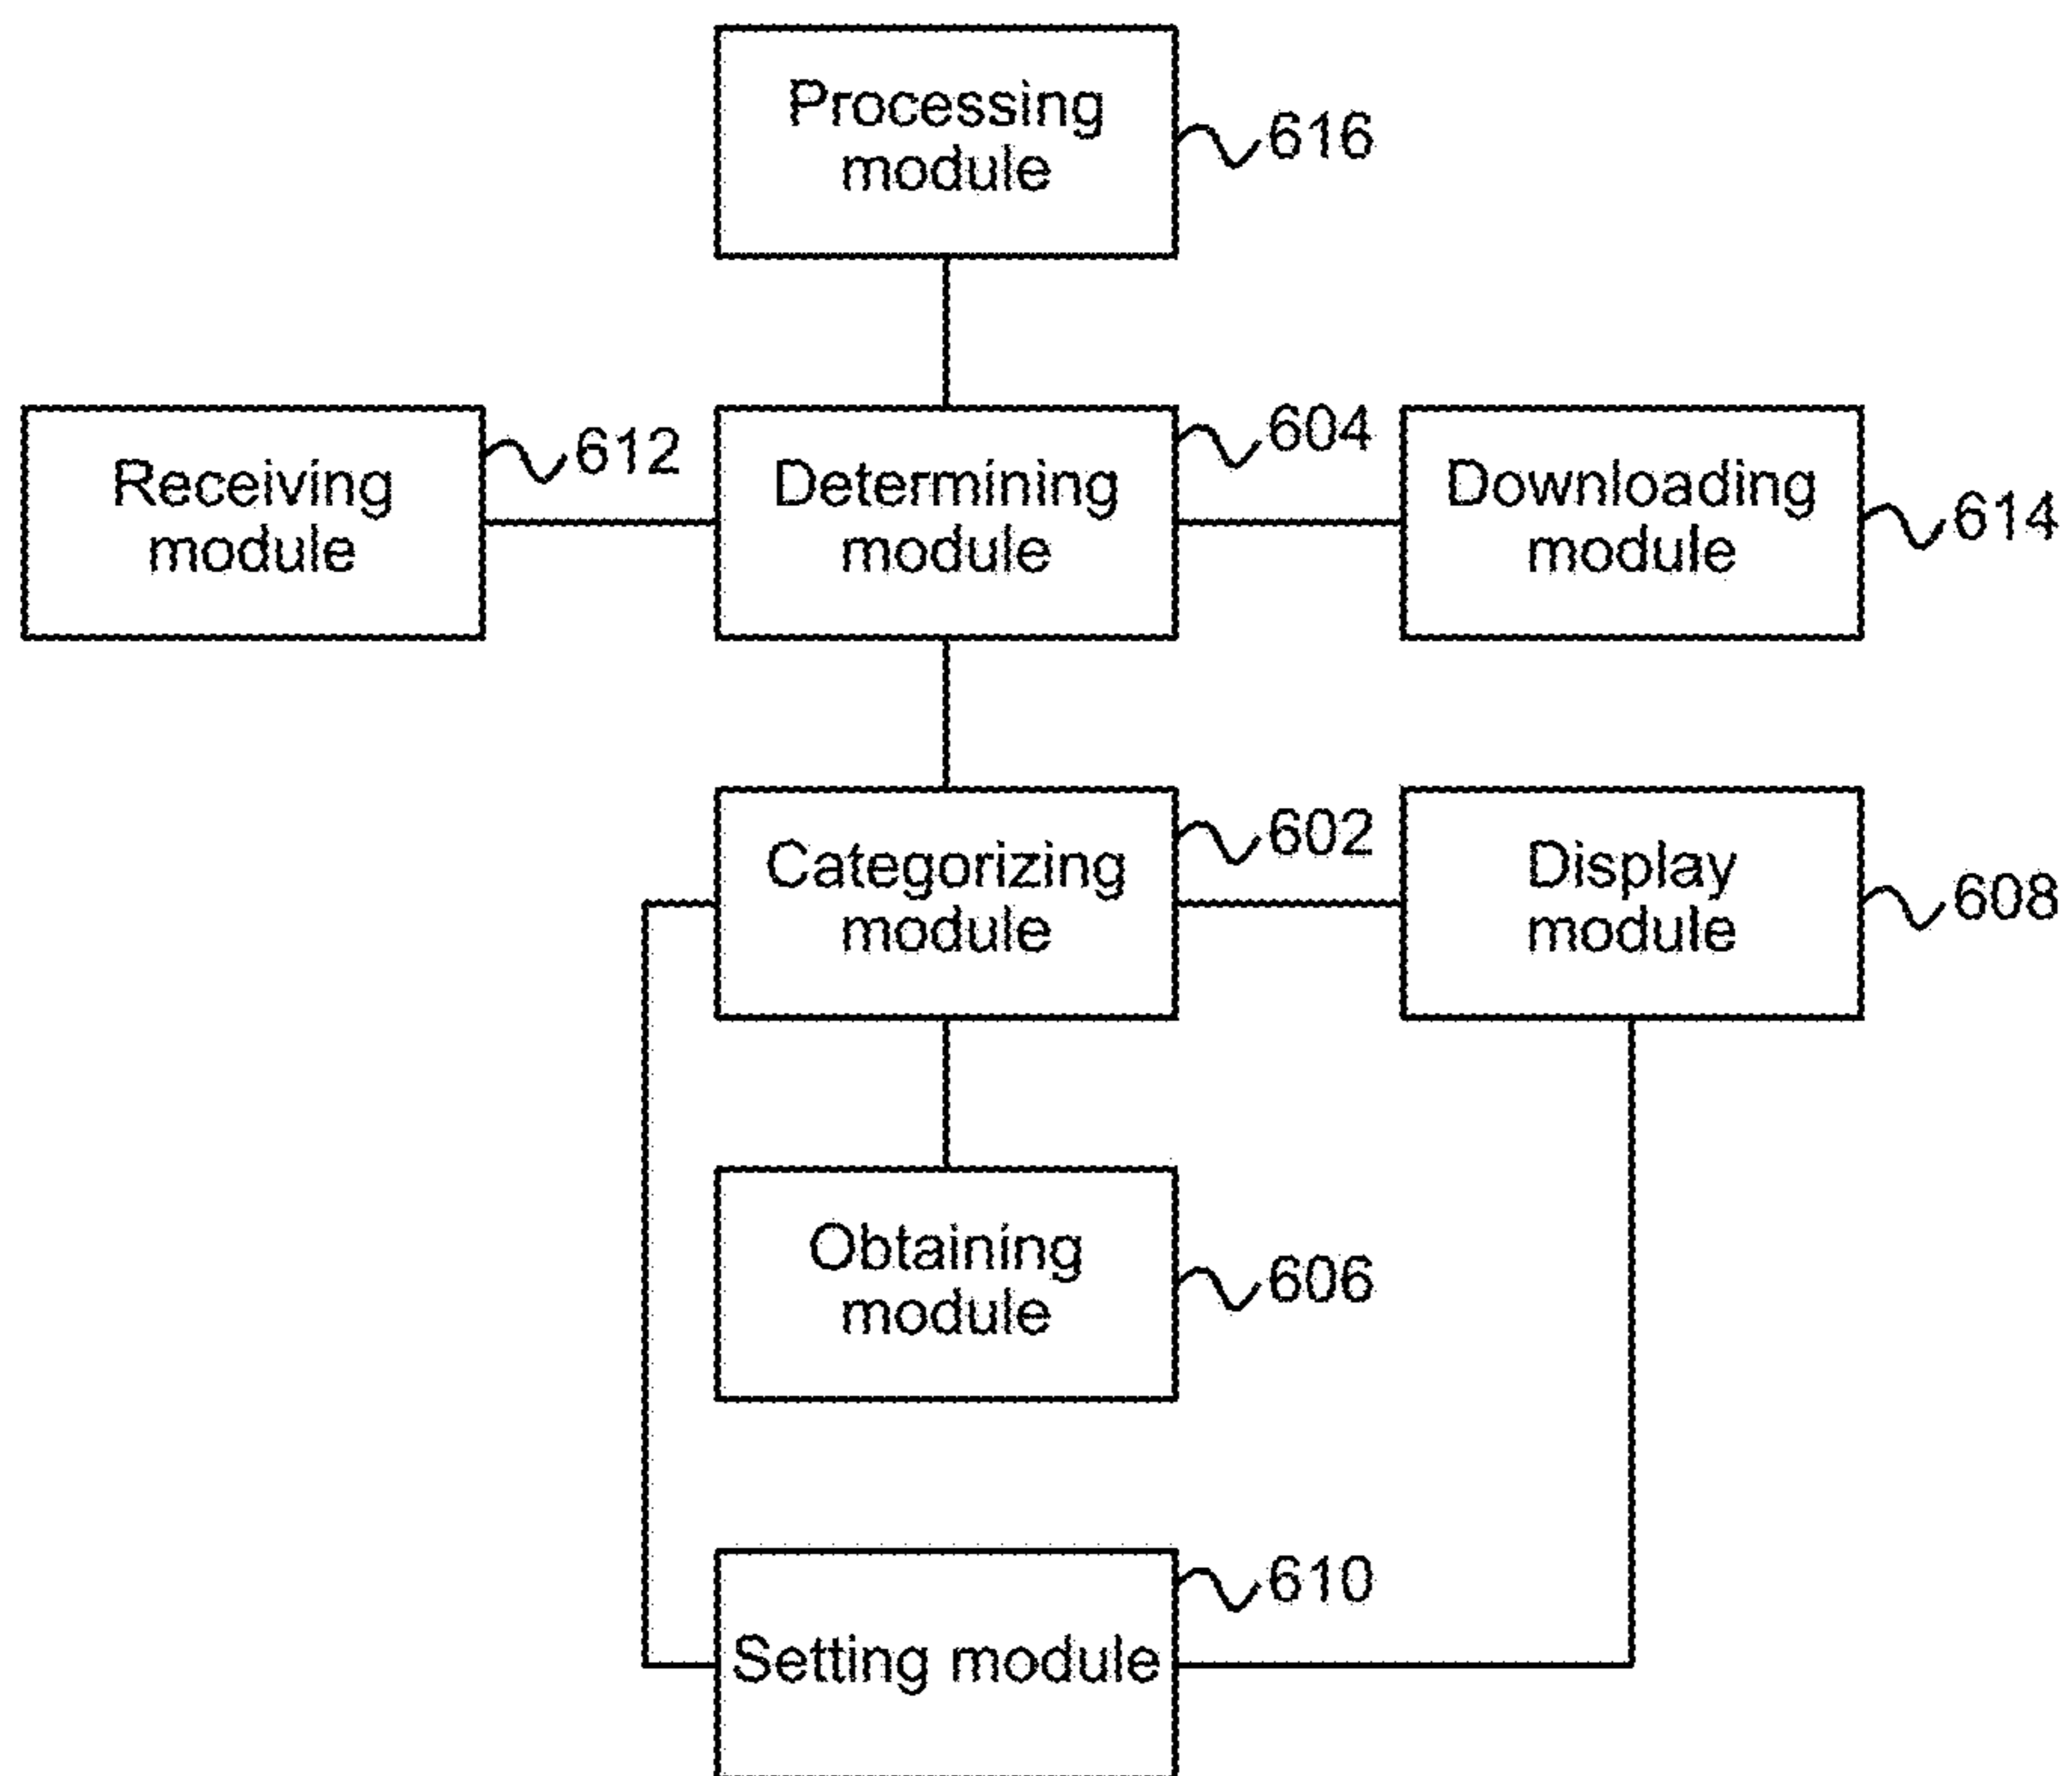 Processing
module
616
Receiving
module
612
Determining
module
604
Downloading
module
614
Categorizing
module
602
Display
module
608
Obtaining
module
606
Setting module
610